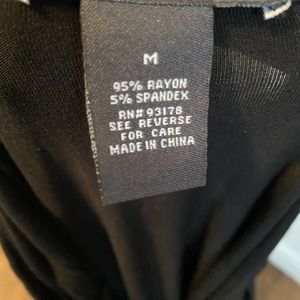 M
95% RAYON
5% SPANDEX
RN# 93178
SEE REVERSE
FOR CARE
MADE IN CHINA